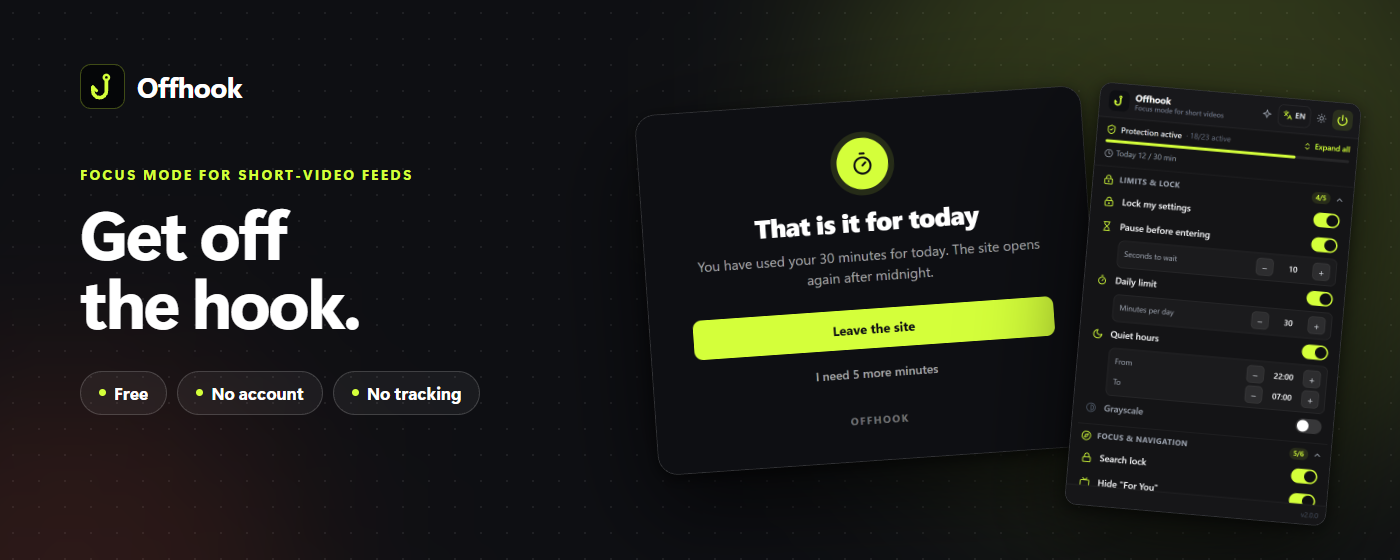 Offhook
FOCUS MODE FOR SHORT-VIDEO FEEDS
Get off
the hook.
Free
No account
No tracking
That is it for today
You have used your 30 minutes for today. The site opens
again after midnight.
Leave the site
I need 5 more minutes
OFFHOOK
Offhook
Focus mode for short videos
EN
Protection active · 18/23 active
Expand all
Today 12 / 30 min
LIMITS & LOCK
4/5
Lock my settings
Pause before entering
Seconds to wait
− 10 +
Daily limit
Minutes per day
− 30 +
Quiet hours
From
− 22:00 +
To
− 07:00 +
Grayscale
FOCUS & NAVIGATION
5/6
Search lock
Hide "For You"
v2.0.0